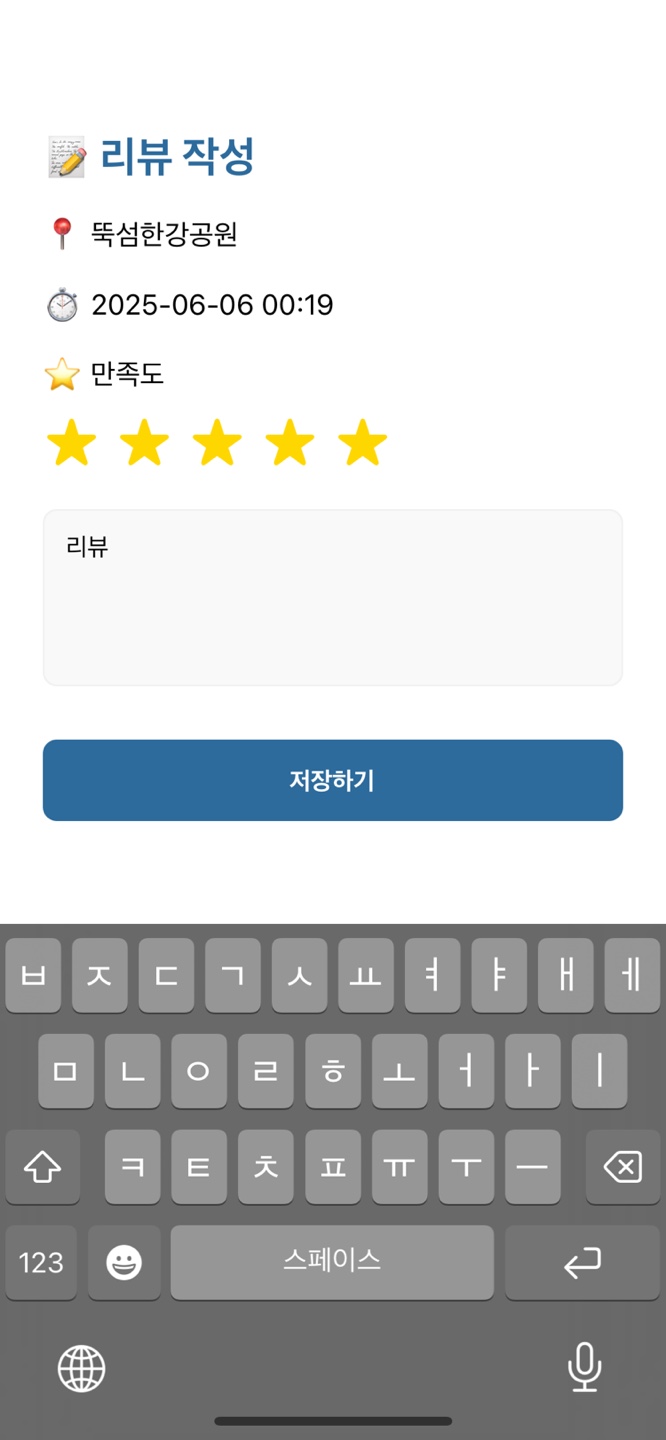 📝 리뷰 작성
📍 뚝섬한강공원
⏱️ 2025-06-06 00:19
⭐ 만족도
리뷰
저장하기
ㅂ ㅈ ㄷ ㄱ ㅅ ㅛ ㅕ ㅑ ㅐ ㅔ
ㅁ ㄴ ㅇ ㄹ ㅎ ㅗ ㅓ ㅏ ㅣ
ㅋ ㅌ ㅊ ㅍ ㅠ ㅜ ㅡ
123 스페이스